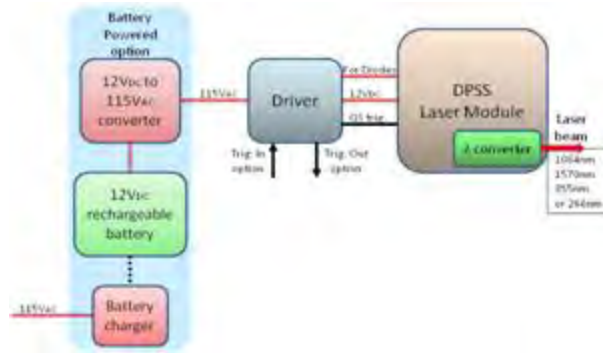 Battery
Powered
option
12VDC to
115VAC
converter
115VAC
Driver
For Diodes
12VDC
QS trig
DPSS
Laser Module
λ converter
Laser
beam
1064nm
1570nm
355nm
or 266nm
Trig. In
option
Trig. Out
option
12VDC
rechargeable
battery
115VAC
Battery
charger